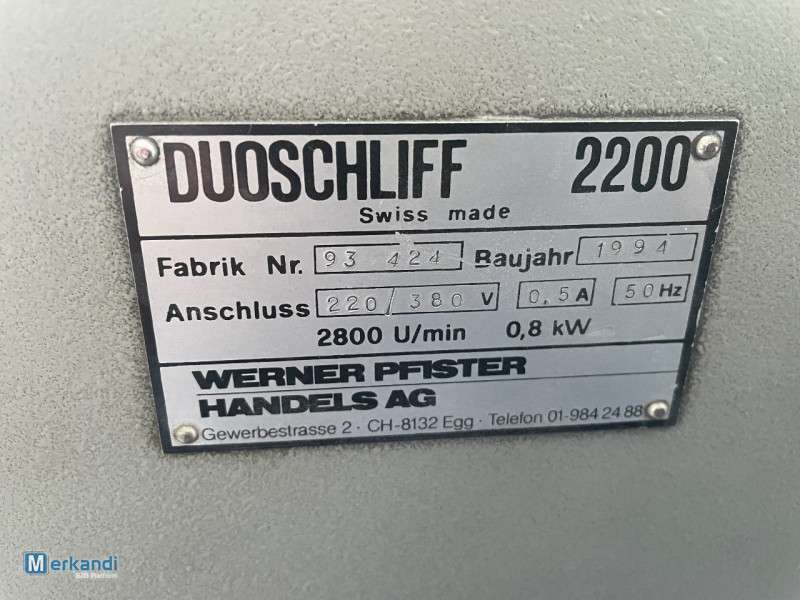 DUOSCHLIFF 2200
Swiss made
Fabrik Nr. 93 424 Baujahr 1994
Anschluss 220/380 V 0,5 A 50 Hz
2800 U/min 0,8 kW
WERNER PFISTER
HANDELS AG
Gewerbestrasse 2 · CH-8132 Egg · Telefon 01-984 24 88
Merkandi
B2B Platform